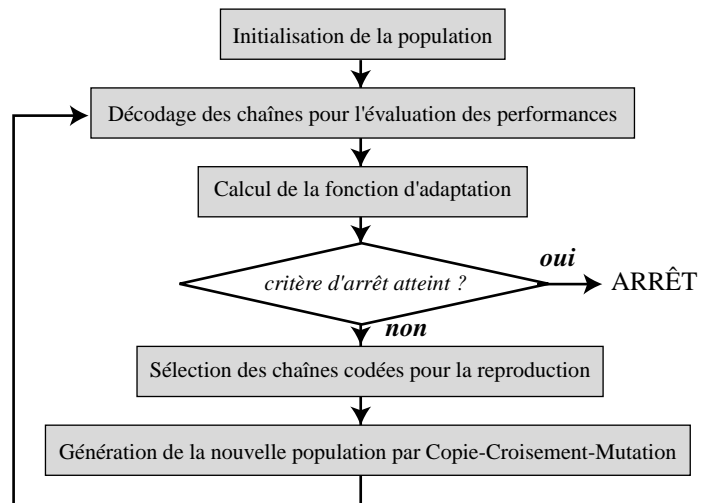 Initialisation de la population
Décodage des chaînes pour l'évaluation des performances
Calcul de la fonction d'adaptation
oui
critère d'arrêt atteint ?
ARRÊT
non
Sélection des chaînes codées pour la reproduction
Génération de la nouvelle population par Copie-Croisement-Mutation